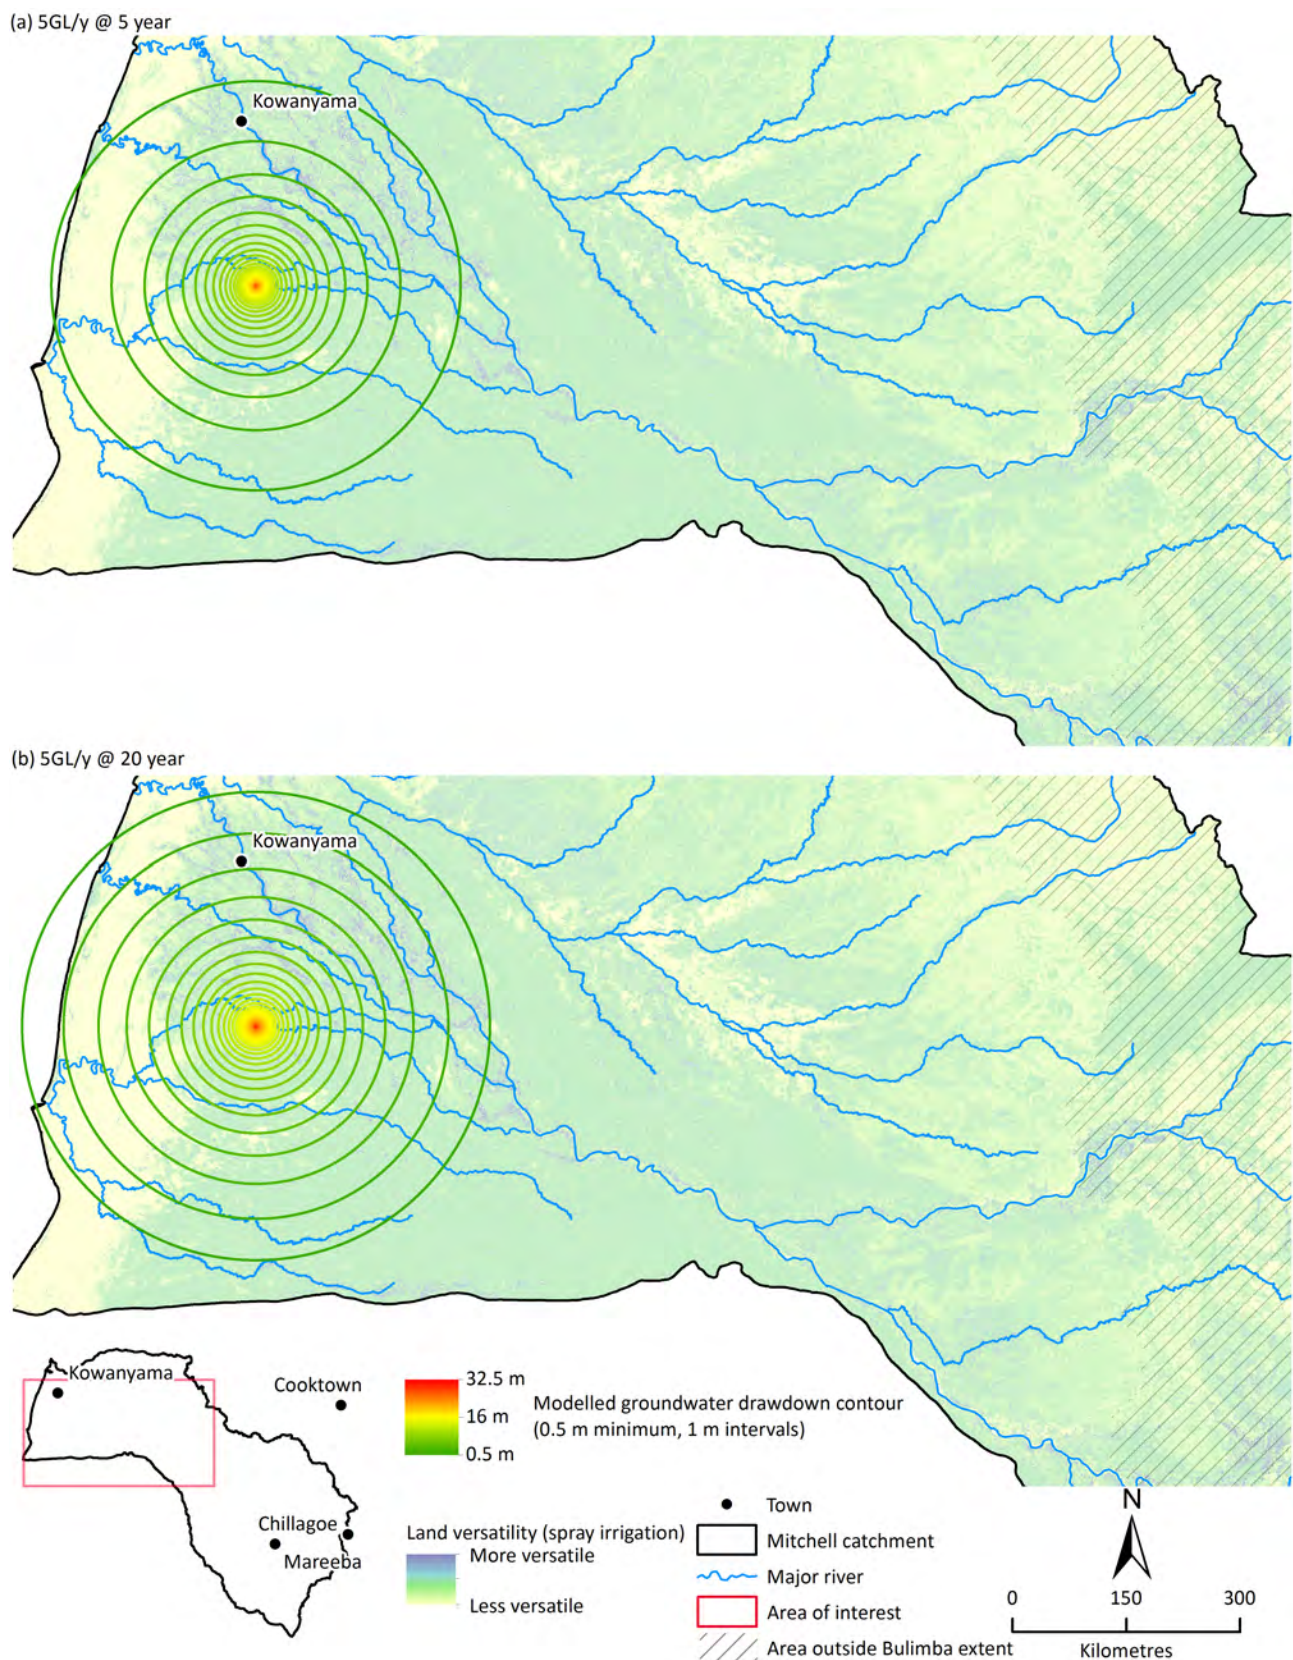 (a) 5GL/y @ 5 year
Kowanyama
(b) 5GL/y @ 20 year
Kowanyama
Kowanyama
Cooktown
Chillagoe
Mareeba
32.5 m
16 m
0.5 m
Modelled groundwater drawdown contour
(0.5 m minimum, 1 m intervals)
Land versatility (spray irrigation)
More versatile
Less versatile
Town
Mitchell catchment
Major river
Area of interest
Area outside Bulimba extent
N
0 150 300
Kilometres